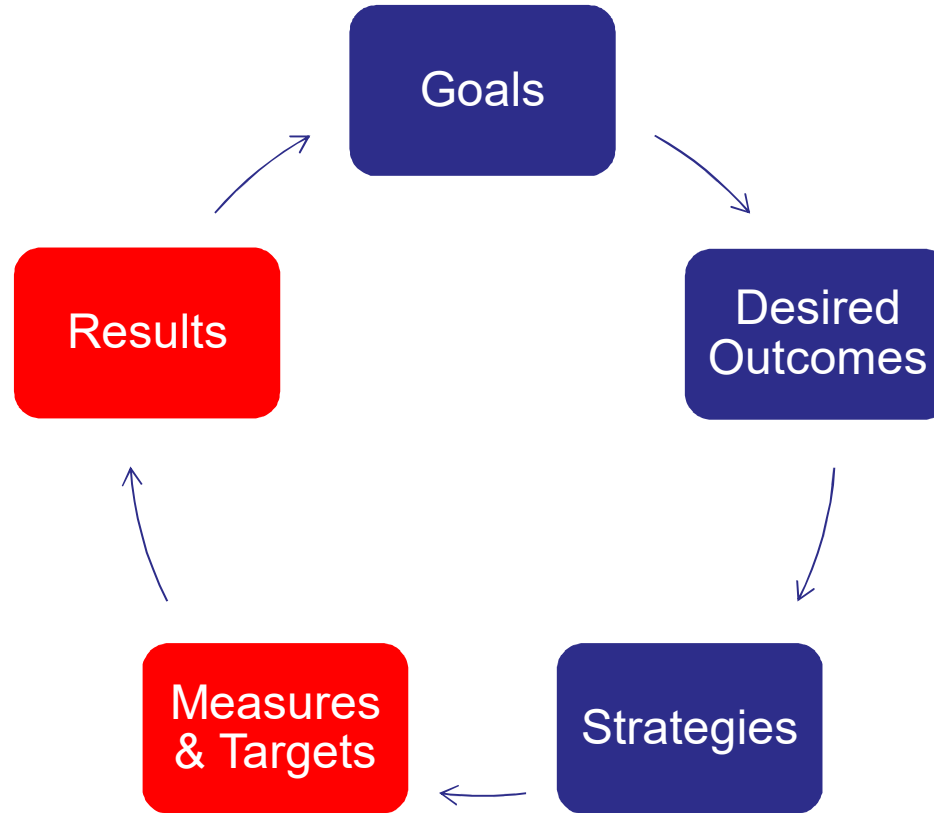 Goals
Desired
Outcomes
Strategies
Measures
& Targets
Results